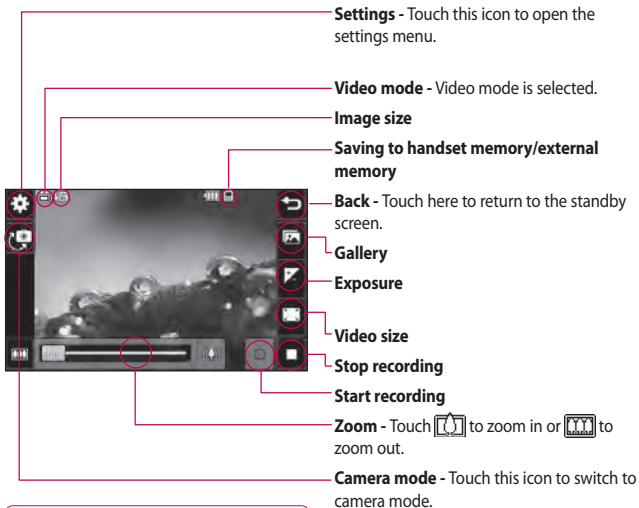 Settings - Touch this icon to open the
settings menu.
Video mode - Video mode is selected.
Image size
Saving to handset memory/external
memory
Back - Touch here to return to the standby
screen.
Gallery
Exposure
Video size
Stop recording
Start recording
Zoom - Touch to zoom in or to
zoom out.
Camera mode - Touch this icon to switch to
camera mode.